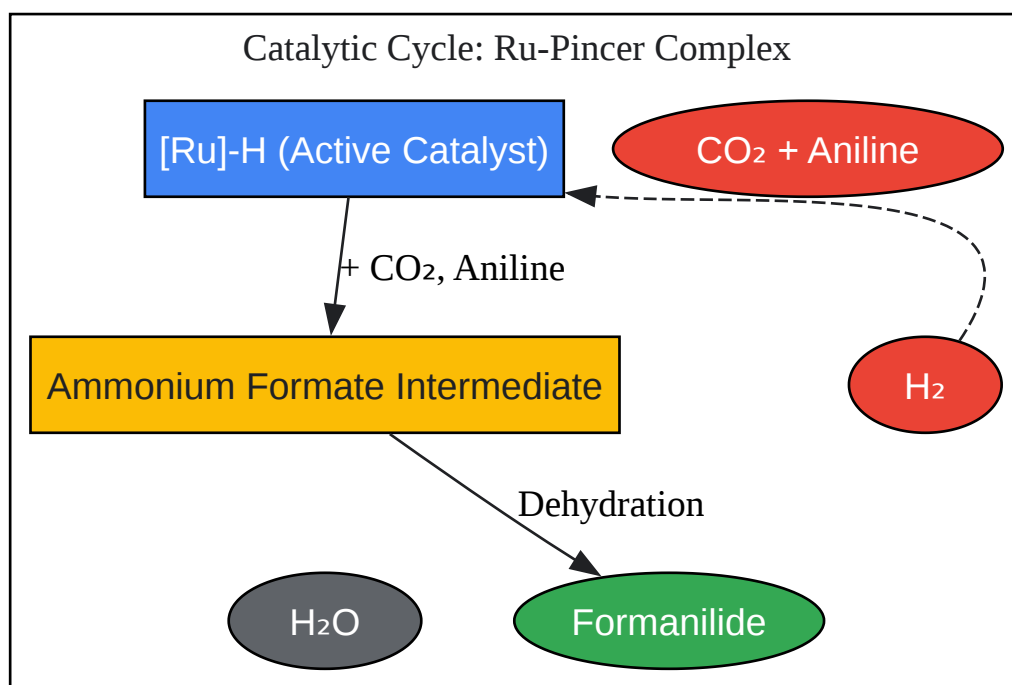 Catalytic Cycle: Ru-Pincer Complex
[Ru]-H (Active Catalyst)
CO₂ + Aniline
+ CO₂, Aniline
Ammonium Formate Intermediate
H₂
Dehydration
H₂O
Formanilide